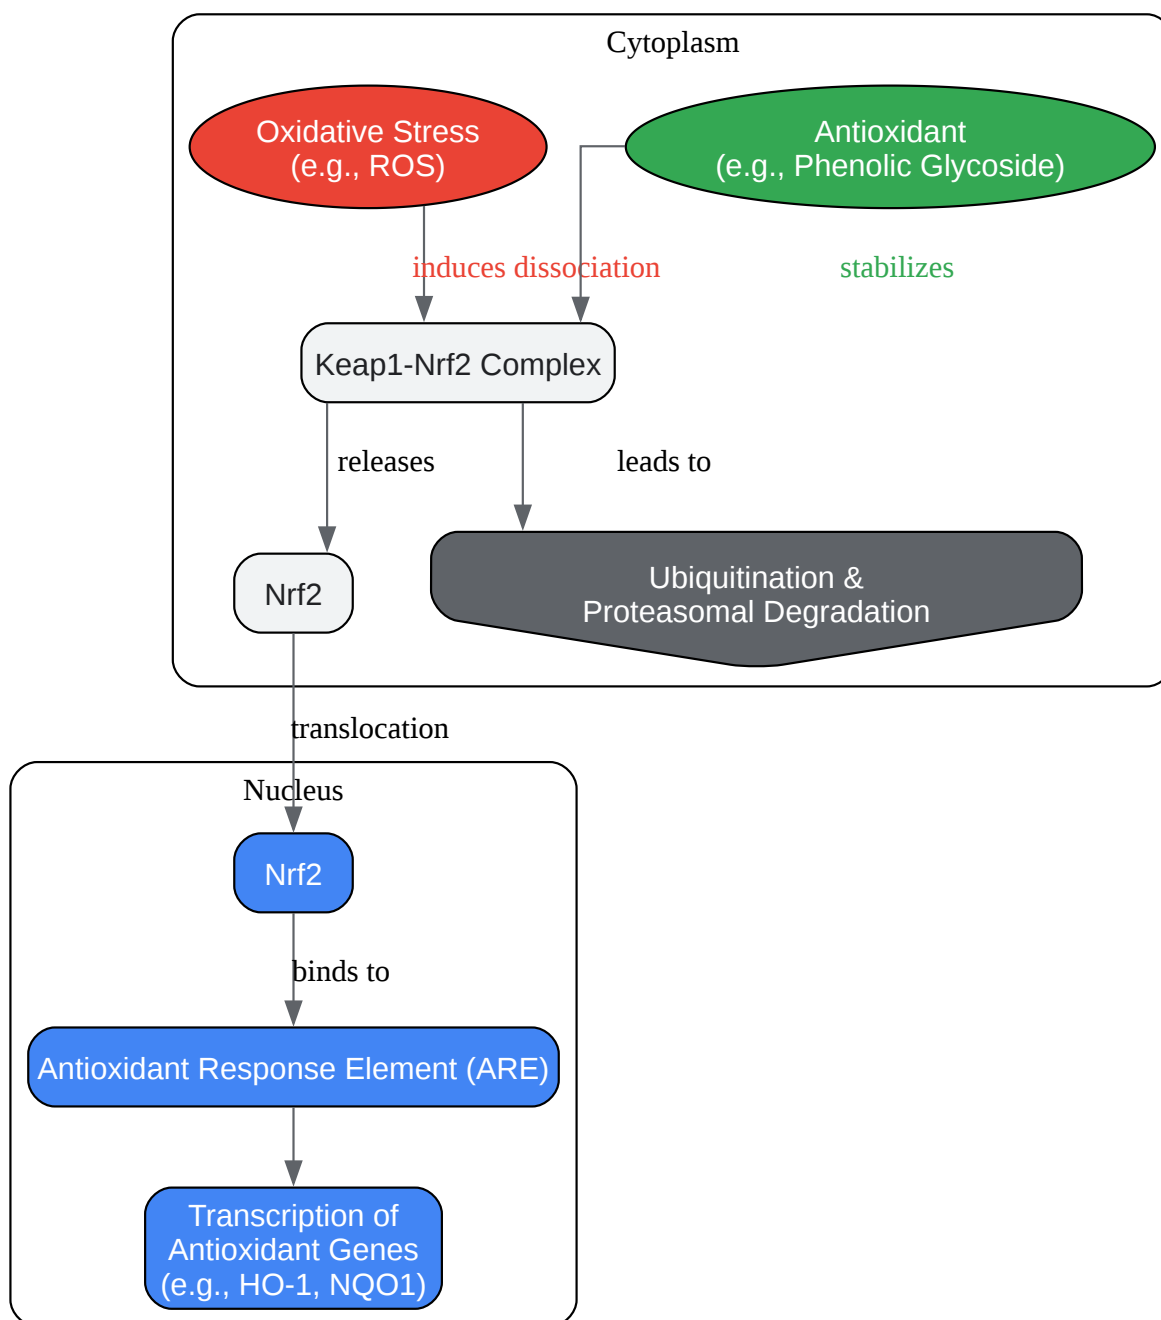 Cytoplasm
Oxidative Stress
(e.g., ROS)
Antioxidant
(e.g., Phenolic Glycoside)
induces dissociation
stabilizes
Keap1-Nrf2 Complex
releases
leads to
Nrf2
Ubiquitination &
Proteasomal Degradation
translocation
Nucleus
Nrf2
binds to
Antioxidant Response Element (ARE)
Transcription of
Antioxidant Genes
(e.g., HO-1, NQO1)